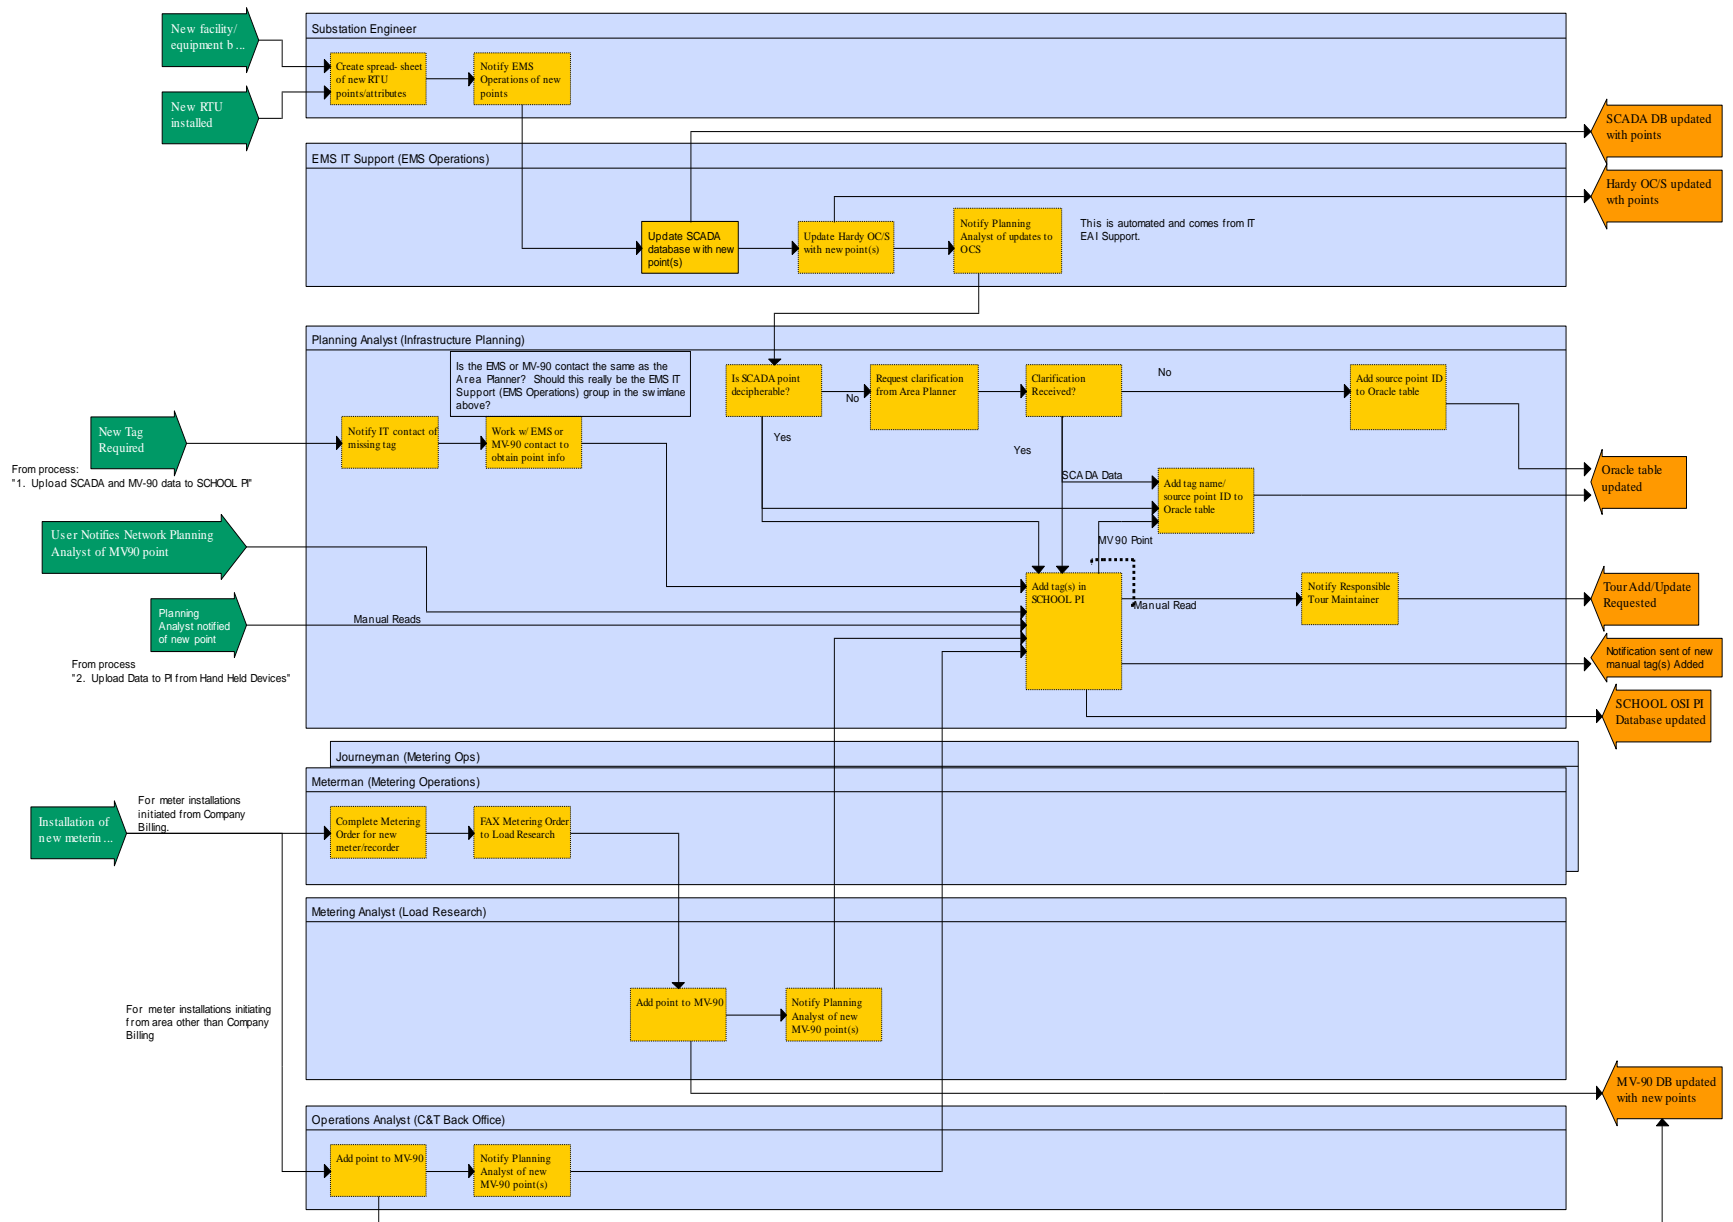 New facility/
equipment b ...
New RTU
installed
Substation Engineer
Create spread- sheet
of new RTU
points/attributes
Notify EMS
Operations of new
points
SCADA DB updated
with points
Hardy OC/S updated
wth points
EMS IT Support (EMS Operations)
Update SCADA
database with new
point(s)
Update Hardy OC/S
with new point(s)
Notify Planning
Analyst of updates to
OCS
This is automated and comes from IT
EAI Support.
Planning Analyst (Infrastructure Planning)
Is the EMS or MV-90 contact the same as the
Area Planner? Should this really be the EMS IT
Support (EMS Operations) group in the swimlane
above?
Is SCADA point
decipherable?
No
Request clarification
from Area Planner
Clarification
Received?
No
Add source point ID
to Oracle table
Yes
Yes
New Tag
Required
From process:
"1. Upload SCADA and MV-90 data to SCHOOL PI"
Notify IT contact of
missing tag
Work w/ EMS or
MV-90 contact to
obtain point info
SCADA Data
Add tag name/
source point ID to
Oracle table
Oracle table
updated
User Notifies Network Planning
Analyst of MV90 point
MV90 Point
Planning
Analyst notified
of new point
Manual Reads
From process
"2. Upload Data to PI from Hand Held Devices"
Add tag(s) in
SCHOOL PI
Manual Read
Notify Responsible
Tour Maintainer
Tour Add/Update
Requested
Notification sent of new
manual tag(s) Added
SCHOOL OSI PI
Database updated
Journeyman (Metering Ops)
Meterman (Metering Operations)
Installation of
new meterin ...
For meter installations
initiated from Company
Billing.
Complete Metering
Order for new
meter/recorder
FAX Metering Order
to Load Research
Metering Analyst (Load Research)
For meter installations initiating
from area other than Company
Billing
Add point to MV-90
Notify Planning
Analyst of new
MV-90 point(s)
MV-90 DB updated
with new points
Operations Analyst (C&T Back Office)
Add point to MV-90
Notify Planning
Analyst of new
MV-90 point(s)